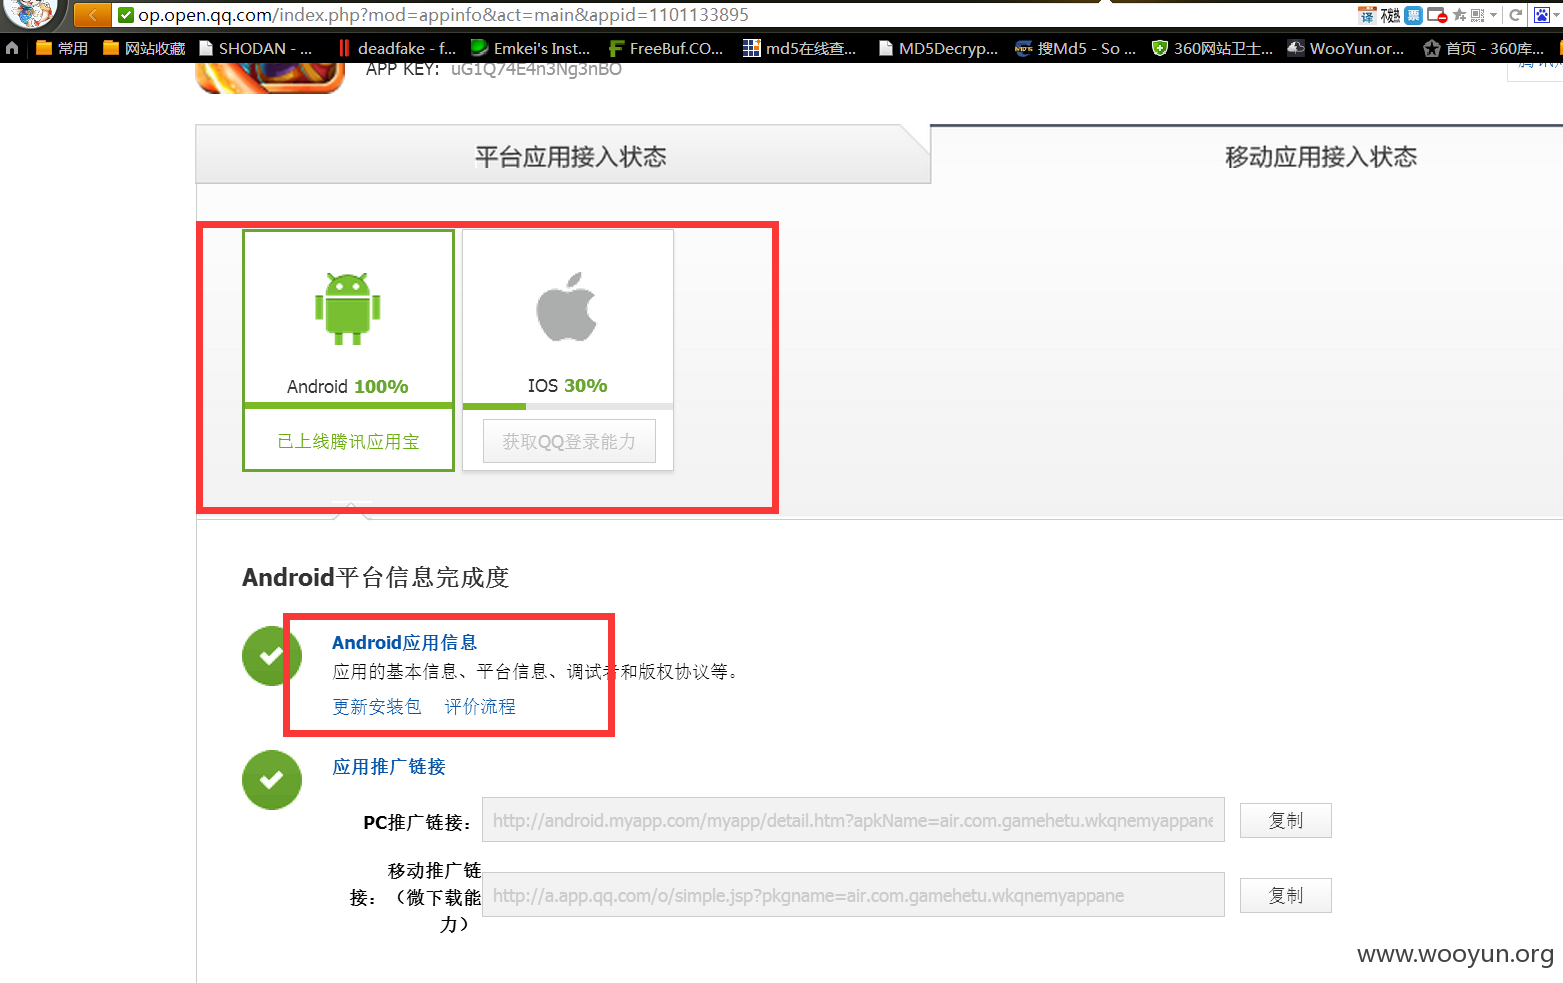 op.open.qq.com/index.php?mod=appinfo&act=main&appid=1101133895
常用 网站收藏 SHODAN - ... deadfake - f... Emkei's Inst... FreeBuf.CO... md5在线查... MD5Decryp... 搜Md5 - So ... 360网站卫士... WooYun.or... 首页 - 360库...
APP KEY: uG1Q74E4n3Ng3nBO
平台应用接入状态
移动应用接入状态
Android 100%
IOS 30%
已上线腾讯应用宝
获取QQ登录能力
Android平台信息完成度
Android应用信息
应用的基本信息、平台信息、调试者和版权协议等。
更新安装包 评价流程
应用推广链接
PC推广链接： http://android.myapp.com/myapp/detail.htm?apkName=air.com.gamehetu.wkqnemyappane 复制
移动推广链
接：（微下载能
力）
http://a.app.qq.com/o/simple.jsp?pkgname=air.com.gamehetu.wkqnemyappane 复制
www.wooyun.org